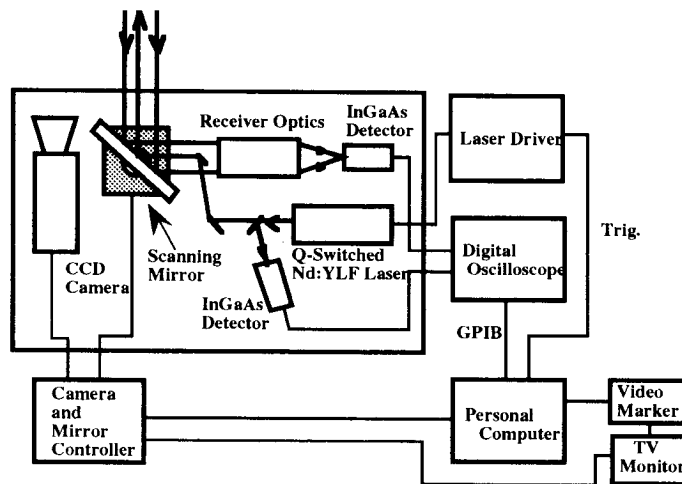 Receiver Optics
InGaAs
Detector
Laser Driver
Scanning
Mirror
CCD
Camera
Q-Switched
Nd:YLF Laser
InGaAs
Detector
Digital
Oscilloscope
Trig.
GPIB
Camera
and
Mirror
Controller
Personal
Computer
Video
Marker
TV
Monitor